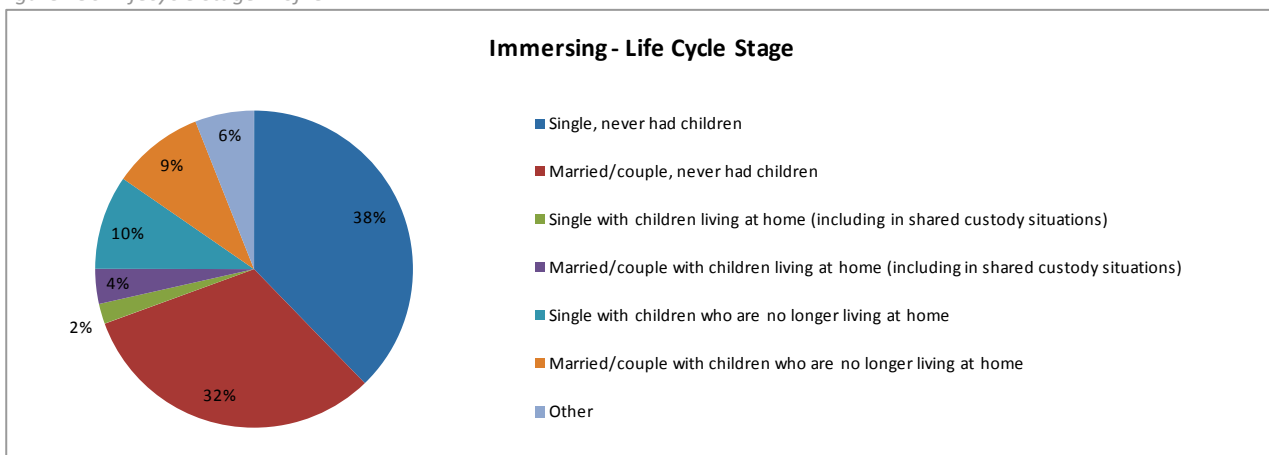 Immersing - Life Cycle Stage
6%
9%
38%
10%
4%
2%
32%
Single, never had children
Married/couple, never had children
Single with children living at home (including in shared custody situations)
Married/couple with children living at home (including in shared custody situations)
Single with children who are no longer living at home
Married/couple with children who are no longer living at home
Other